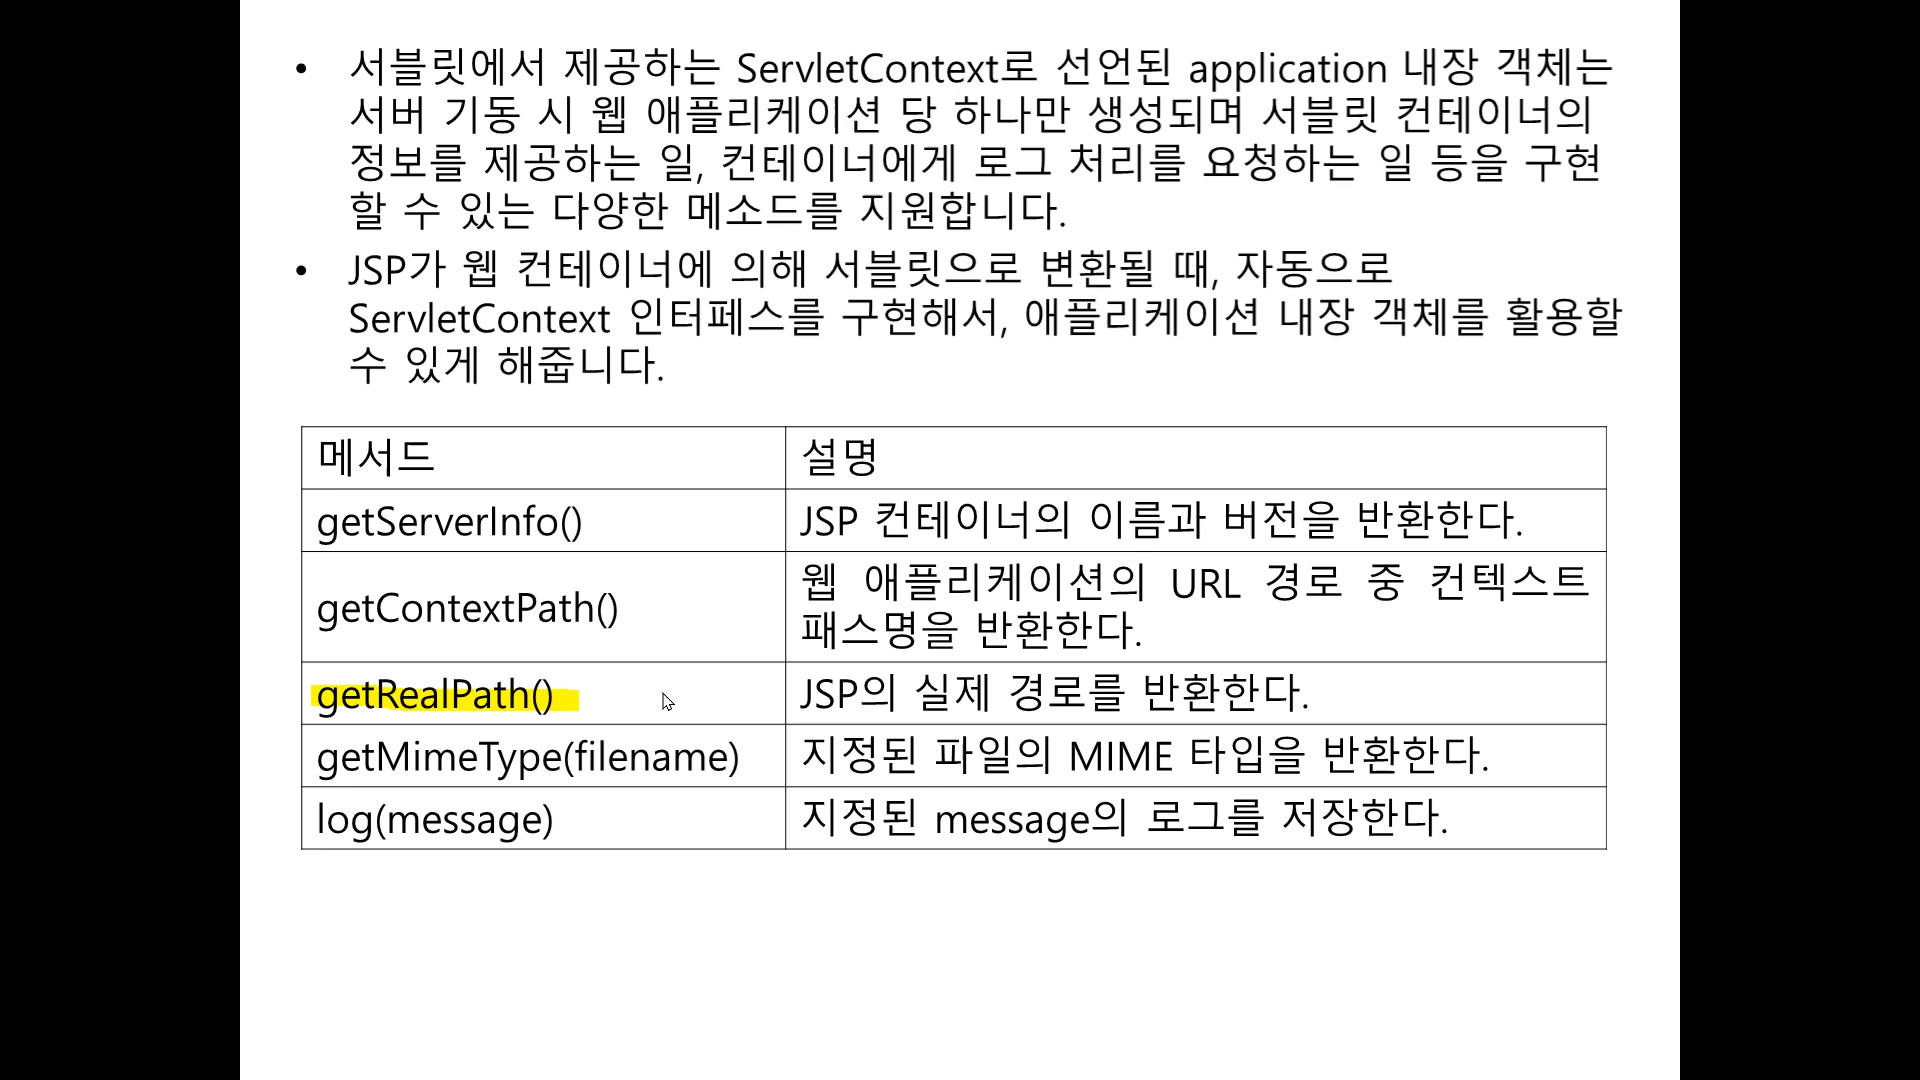 • 서블릿에서 제공하는 ServletContext로 선언된 application 내장 객체는
서버 기동 시 웹 애플리케이션 당 하나만 생성되며 서블릿 컨테이너의
정보를 제공하는 일, 컨테이너에게 로그 처리를 요청하는 일 등을 구현
할 수 있는 다양한 메소드를 지원합니다.
• JSP가 웹 컨테이너에 의해 서블릿으로 변환될 때, 자동으로
ServletContext 인터페스를 구현해서, 애플리케이션 내장 객체를 활용할
수 있게 해줍니다.
메서드 설명
getServerInfo() JSP 컨테이너의 이름과 버전을 반환한다.
getContextPath() 웹 애플리케이션의 URL 경로 중 컨텍스트
패스명을 반환한다.
getRealPath() JSP의 실제 경로를 반환한다.
getMimeType(filename) 지정된 파일의 MIME 타입을 반환한다.
log(message) 지정된 message의 로그를 저장한다.